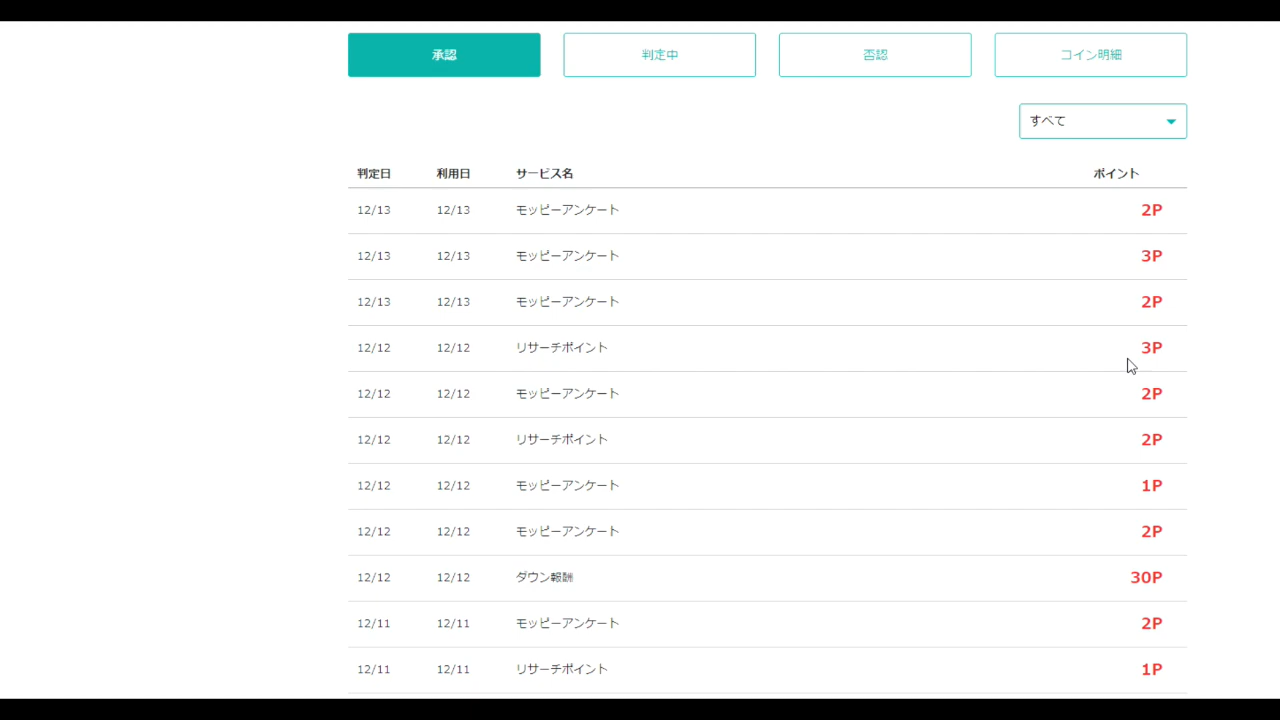 承認 判定中 否認 コイン明細
すべて
判定日 利用日 サービス名 ポイント
12/13 12/13 モッピーアンケート 2P
12/13 12/13 モッピーアンケート 3P
12/13 12/13 モッピーアンケート 2P
12/12 12/12 リサーチポイント 3P
12/12 12/12 モッピーアンケート 2P
12/12 12/12 リサーチポイント 2P
12/12 12/12 モッピーアンケート 1P
12/12 12/12 モッピーアンケート 2P
12/12 12/12 ダウン報酬 30P
12/11 12/11 モッピーアンケート 2P
12/11 12/11 リサーチポイント 1P